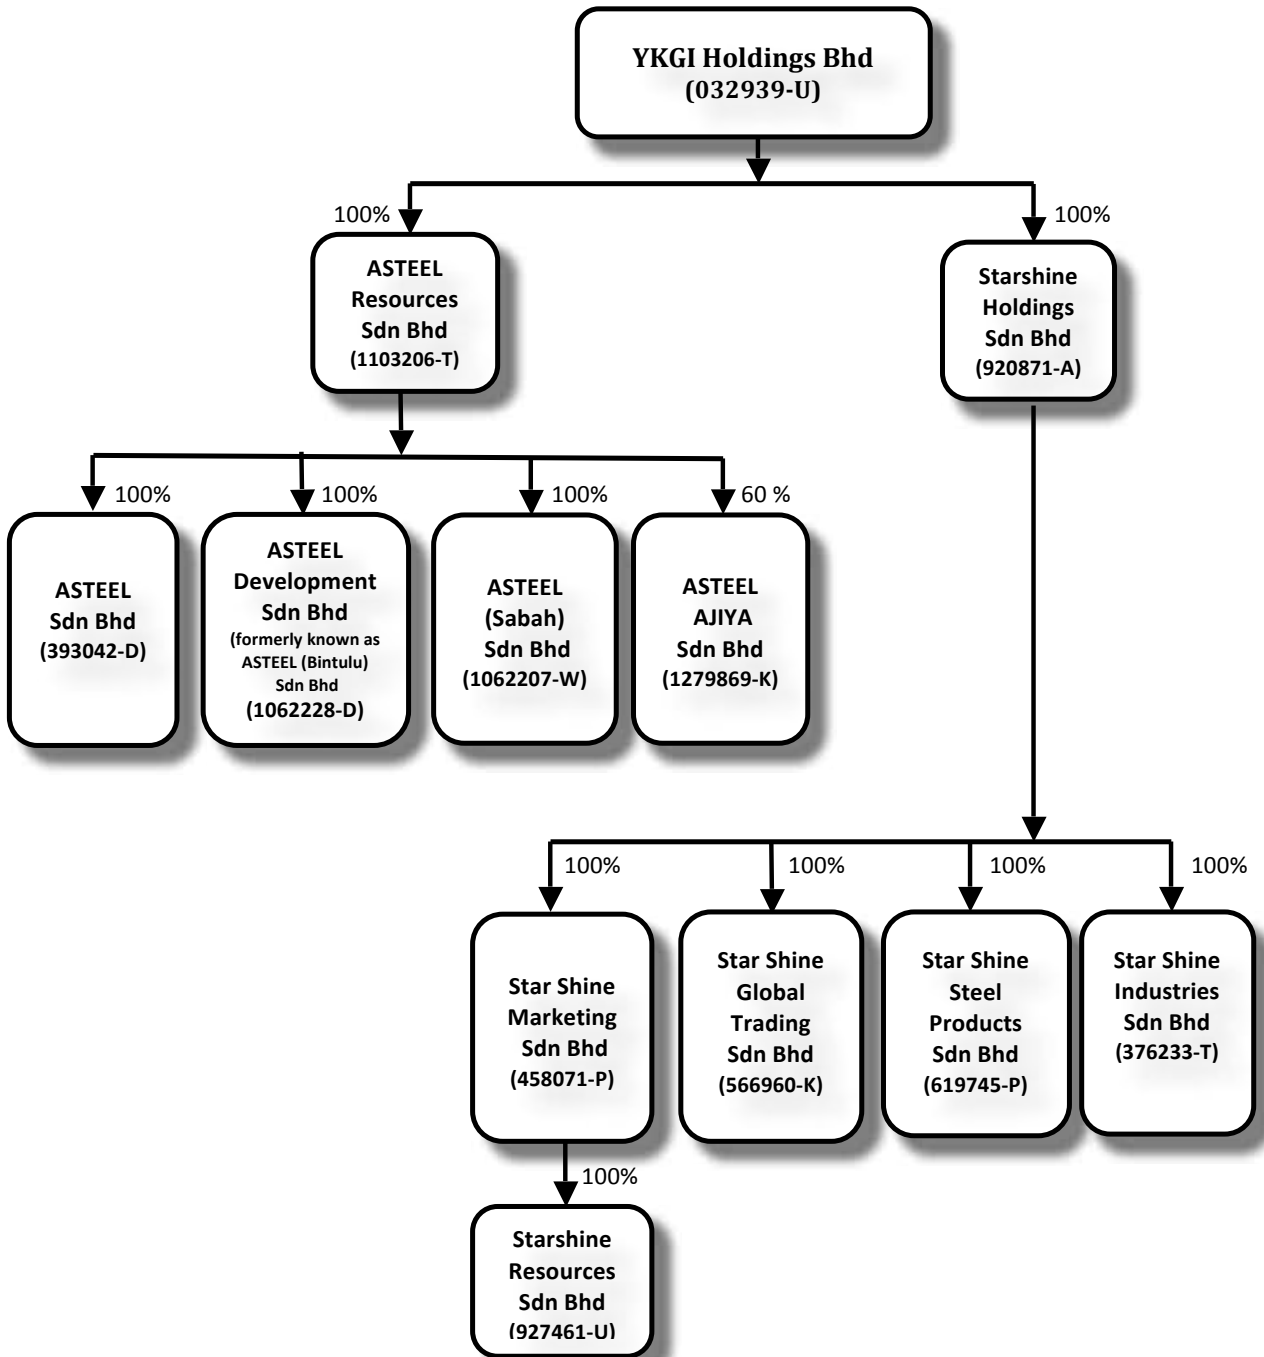 YKGI Holdings Bhd
(032939-U)
100%
100%
ASTEEL
Resources
Sdn Bhd
(1103206-T)
Starshine
Holdings
Sdn Bhd
(920871-A)
100%
100%
100%
60 %
ASTEEL
Sdn Bhd
(393042-D)
ASTEEL
Development
Sdn Bhd
(formerly known as
ASTEEL (Bintulu)
Sdn Bhd
(1062228-D)
ASTEEL
(Sabah)
Sdn Bhd
(1062207-W)
ASTEEL
AJIYA
Sdn Bhd
(1279869-K)
100%
100%
100%
100%
Star Shine
Marketing
Sdn Bhd
(458071-P)
Star Shine
Global
Trading
Sdn Bhd
(566960-K)
Star Shine
Steel
Products
Sdn Bhd
(619745-P)
Star Shine
Industries
Sdn Bhd
(376233-T)
100%
Starshine
Resources
Sdn Bhd
(927461-U)